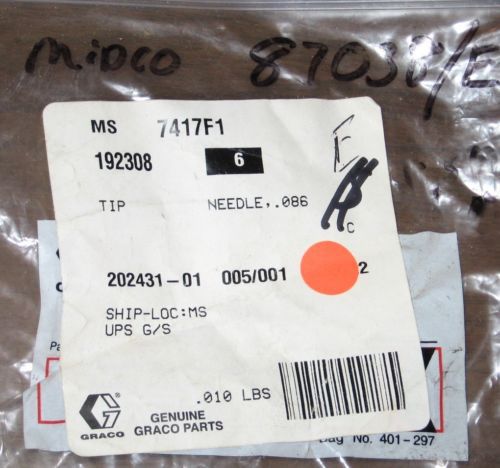 MIDCO 87038/E
MS 7417F1
192308 6
TIP NEEDLE,.086
E
C
202431-01 005/001 2
SHIP-LOC:MS
UPS G/S
.010 LBS
GRACO
GENUINE
GRACO PARTS
Bag No. 401-297